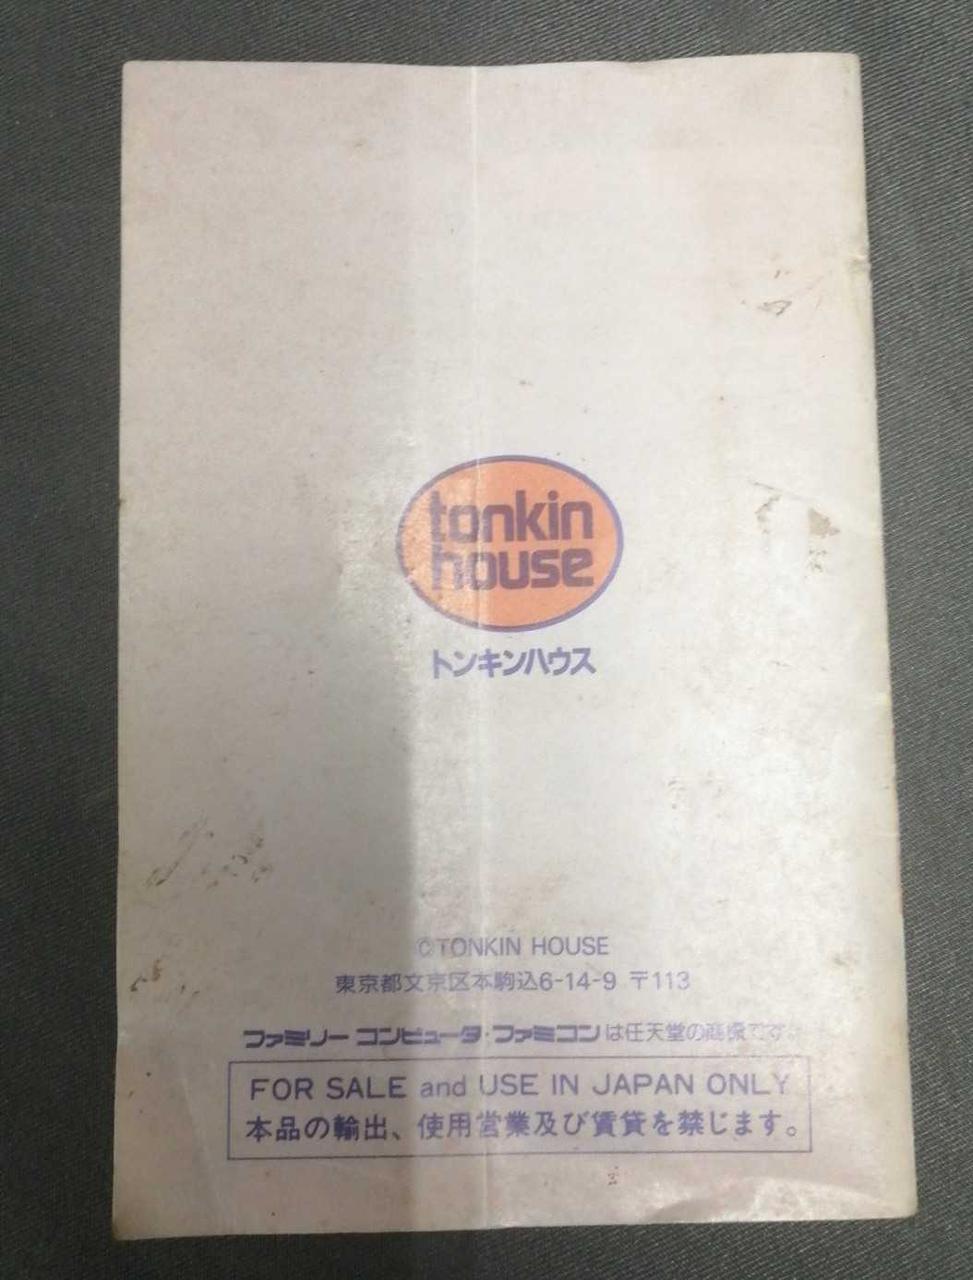 tonkin
house
トンキンハウス
©TONKIN HOUSE
東京都文京区本駒込6-14-9 〒113
ファミリー コンピュータ・ファミコンは任天堂の商標です。
FOR SALE and USE IN JAPAN ONLY
本品の輸出、使用営業及び賃貸を禁じます。